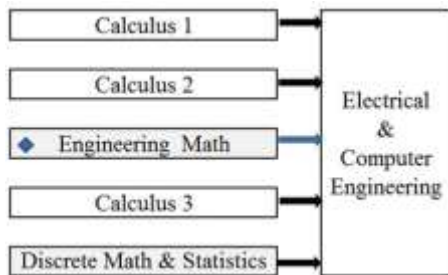 Calculus 1
Calculus 2
Engineering Math
Calculus 3
Discrete Math & Statistics
Electrical
&
Computer
Engineering